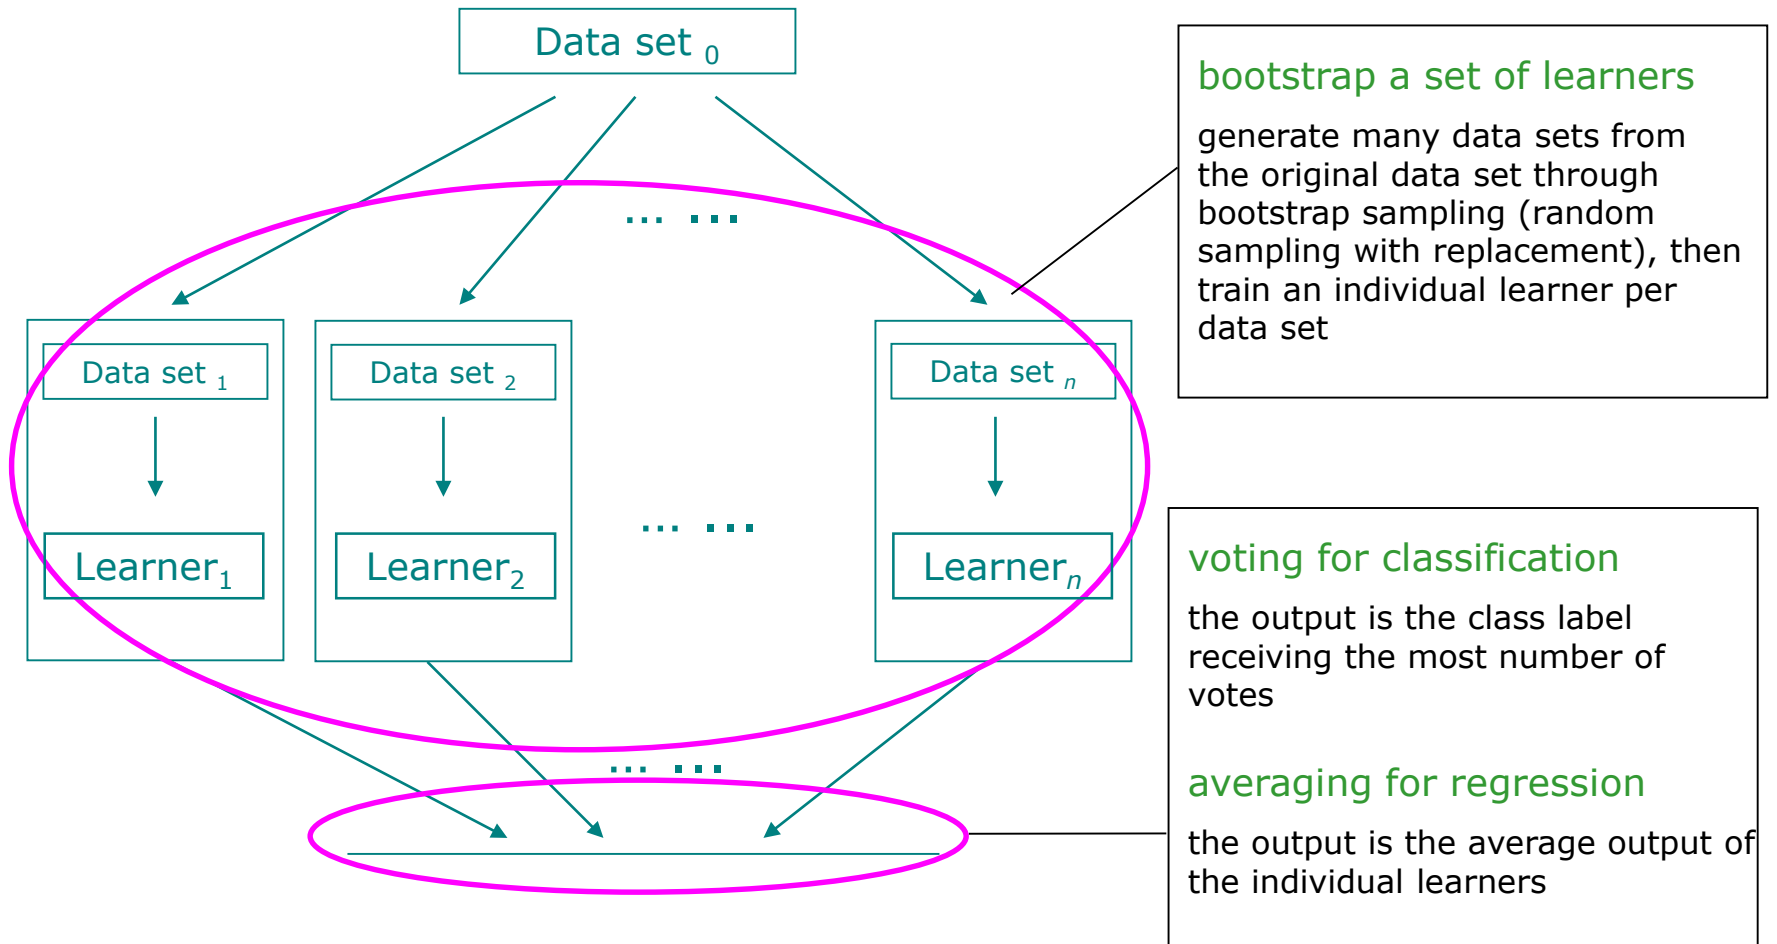 Data set 0
bootstrap a set of learners
generate many data sets from
the original data set through
bootstrap sampling (random
sampling with replacement), then
train an individual learner per
data set
... ...
Data set 1
Data set 2
Data set n
... ...
Learner1
Learner2
Learnern
voting for classification
the output is the class label
receiving the most number of
votes
... ...
averaging for regression
the output is the average output of
the individual learners